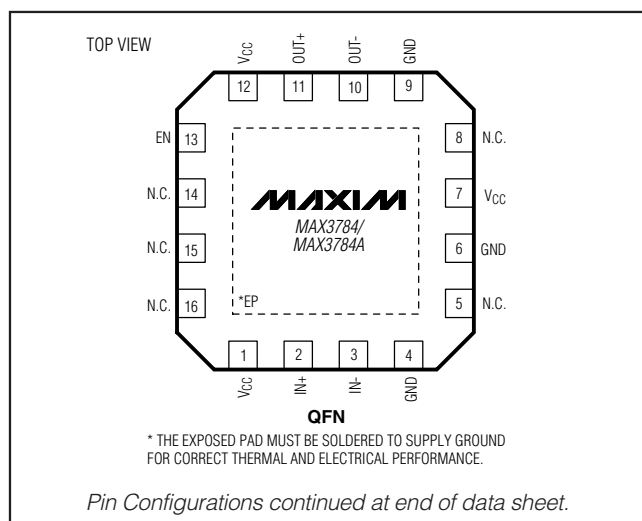 TOP VIEW
VCC
OUT+
OUT-
GND
12
11
10
9
EN 13
8 N.C.
N.C. 14
7 VCC
N.C. 15
6 GND
N.C. 16
5 N.C.
MAXIM
MAX3784/
MAX3784A
*EP
1
2
3
4
VCC
IN+
IN-
GND
QFN
* THE EXPOSED PAD MUST BE SOLDERED TO SUPPLY GROUND
FOR CORRECT THERMAL AND ELECTRICAL PERFORMANCE.
Pin Configurations continued at end of data sheet.